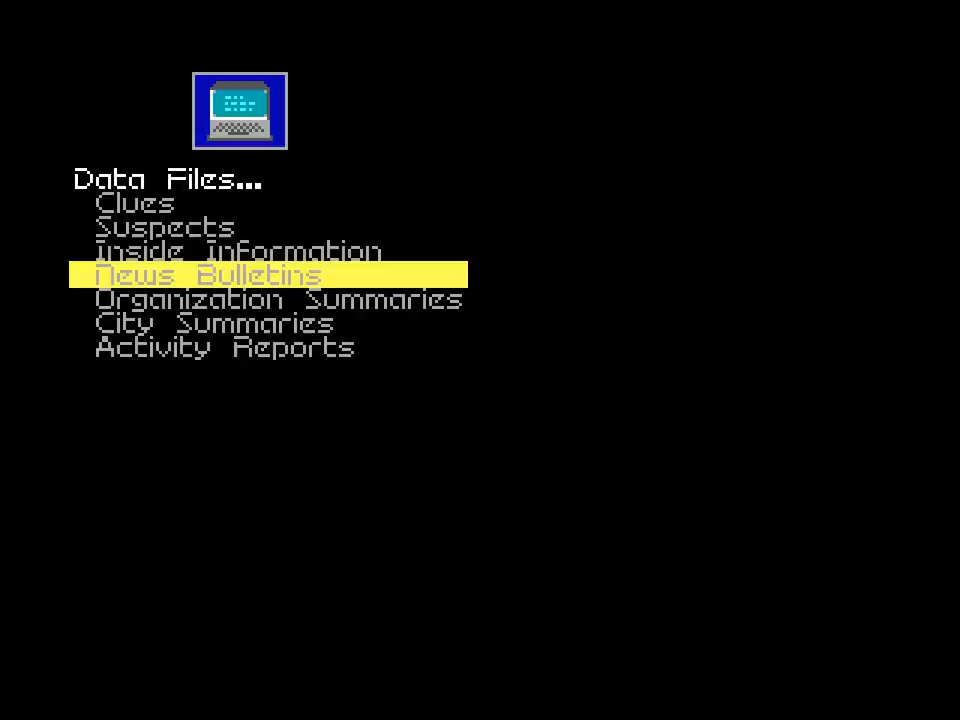 Data Files...
Clues
Suspects
Inside Information
News Bulletins
Organization Summaries
City Summaries
Activity Reports